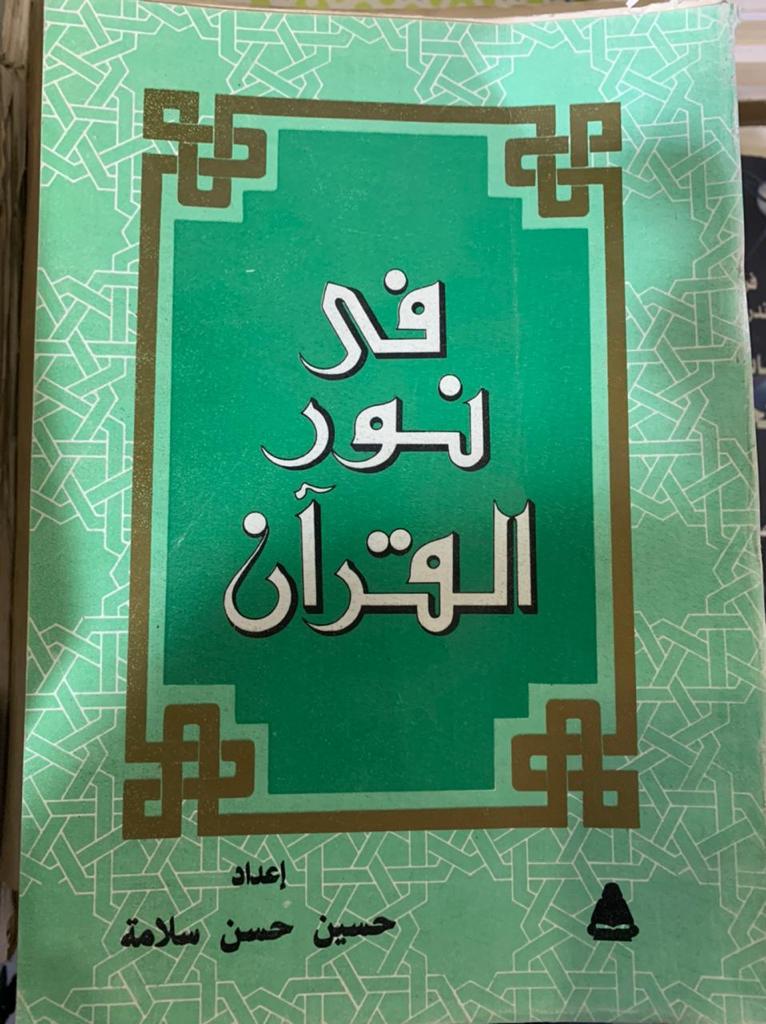 فى
نور
القرآن
إعداد
حسين حسن سلامة